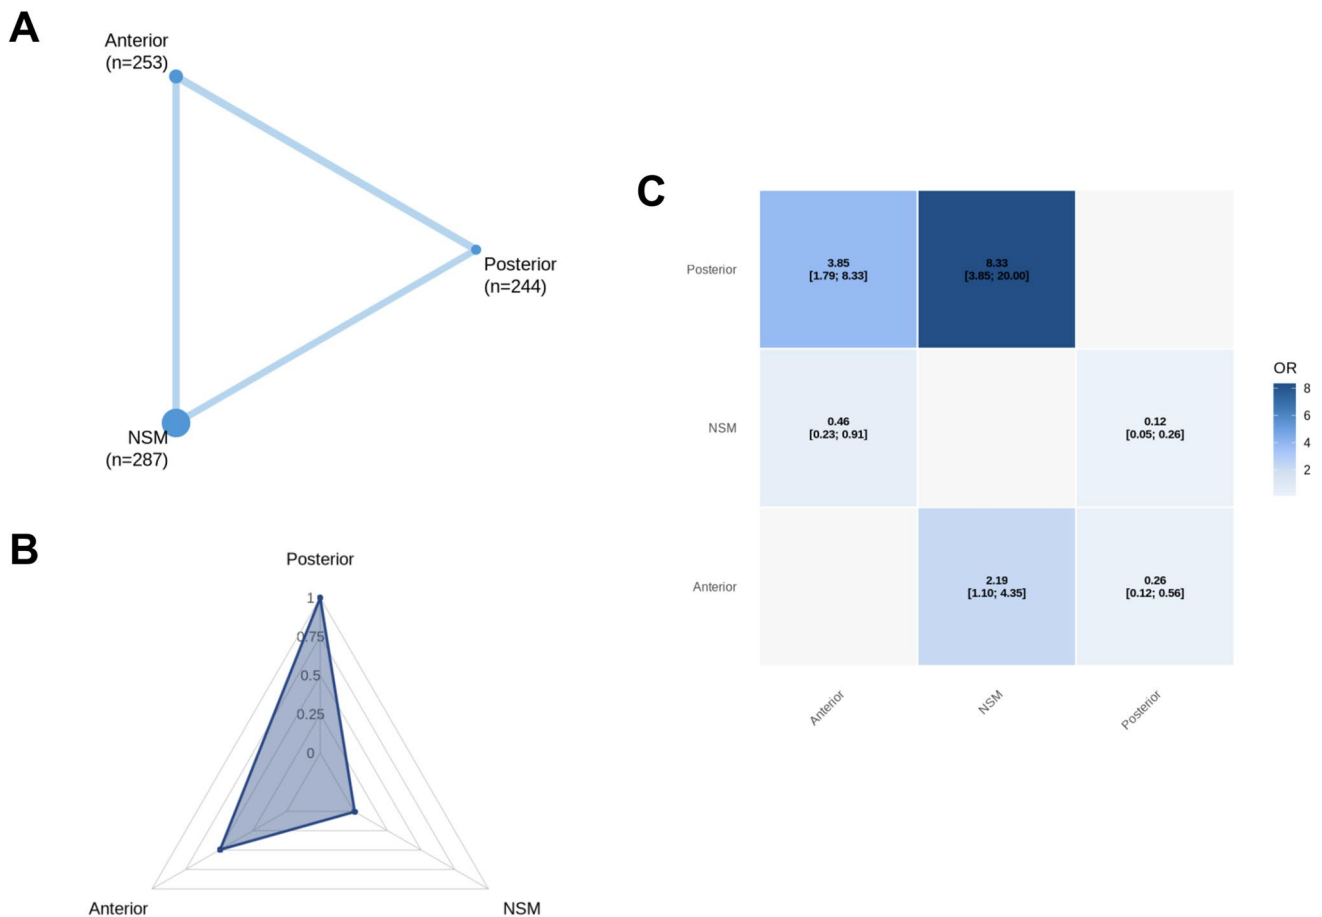 A
Anterior
(n=253)
Posterior
(n=244)
NSM
(n=287)
B
Posterior
1
0.75
0.5
0.25
0
Anterior
NSM
C
Posterior
3.85
[1.79; 8.33]
8.33
[3.85; 20.00]
NSM
0.46
[0.23; 0.91]
0.12
[0.05; 0.26]
Anterior
2.19
[1.10; 4.35]
0.26
[0.12; 0.56]
Anterior
NSM
Posterior
OR
8
6
4
2